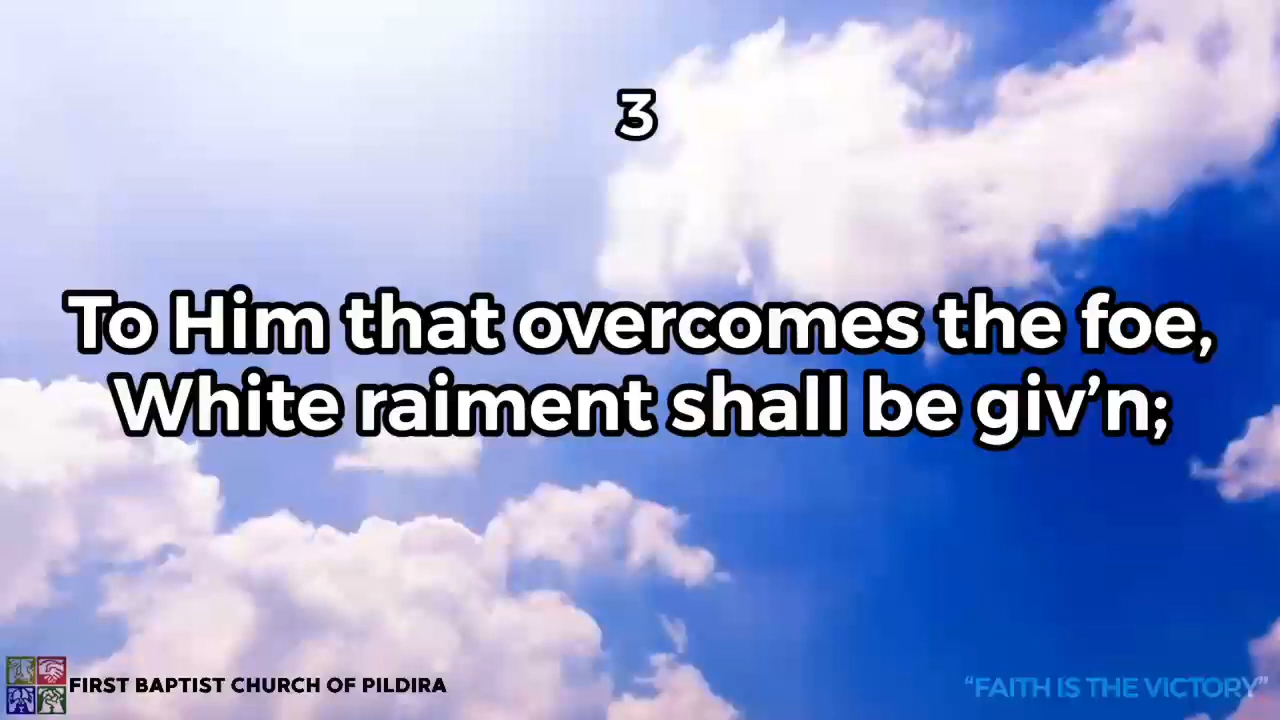 3
To Him that overcomes the foe,
White raiment shall be giv’n;
FIRST BAPTIST CHURCH OF PILDIRA
“FAITH IS THE VICTORY”